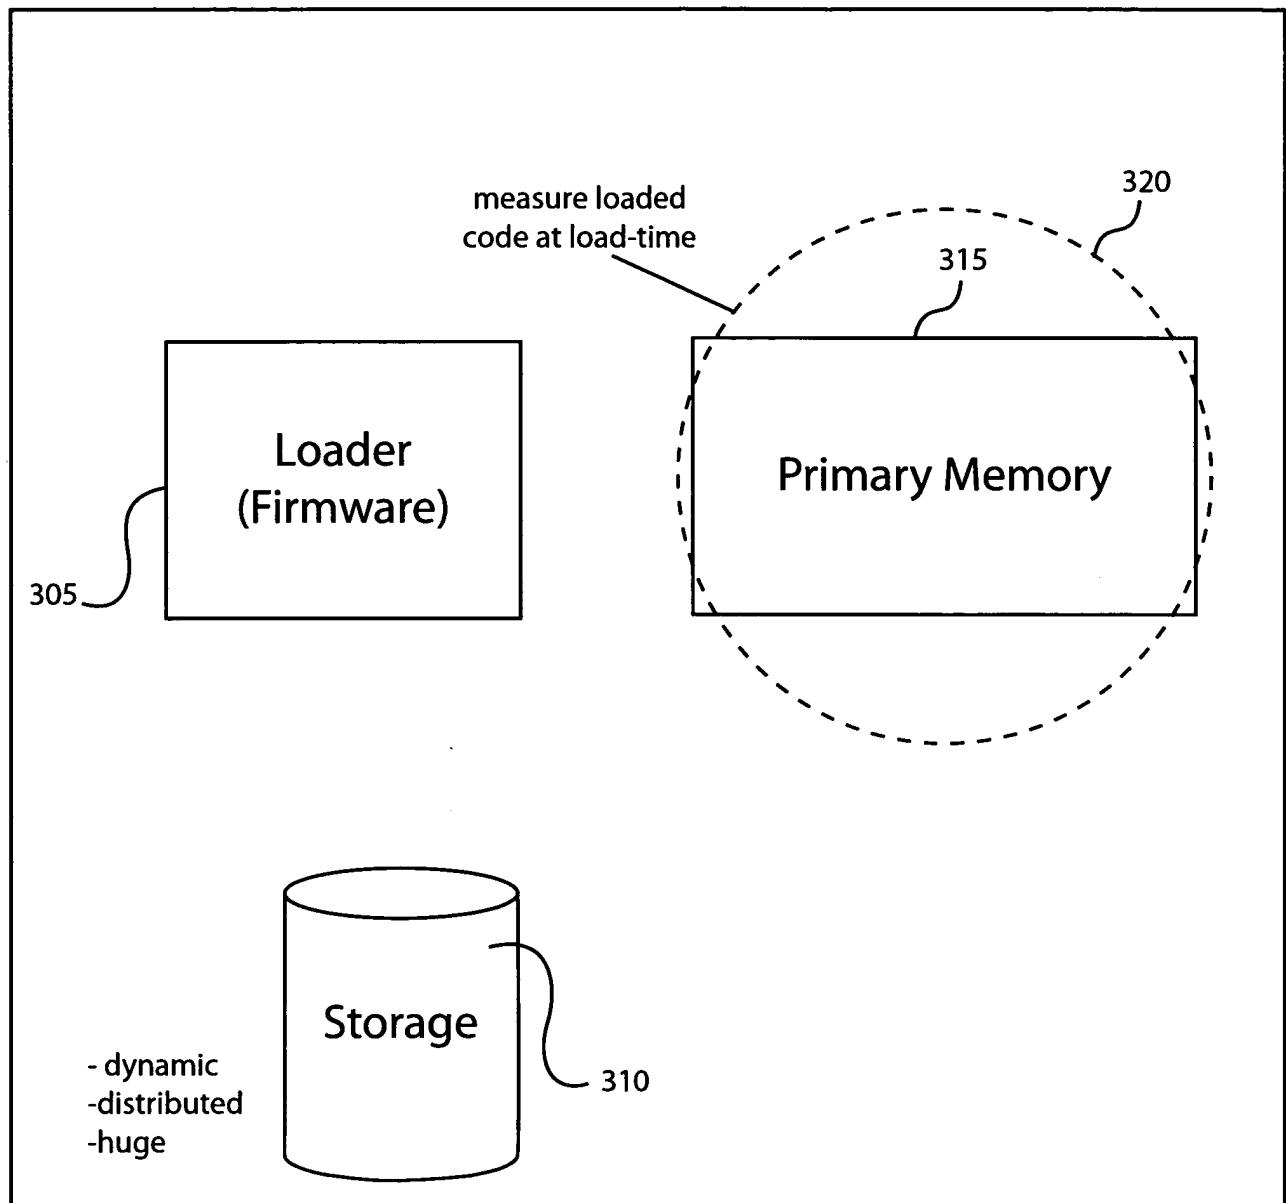 measure loaded
code at load-time
320
315
Loader
(Firmware)
Primary Memory
305
Storage
- dynamic
-distributed
-huge
310